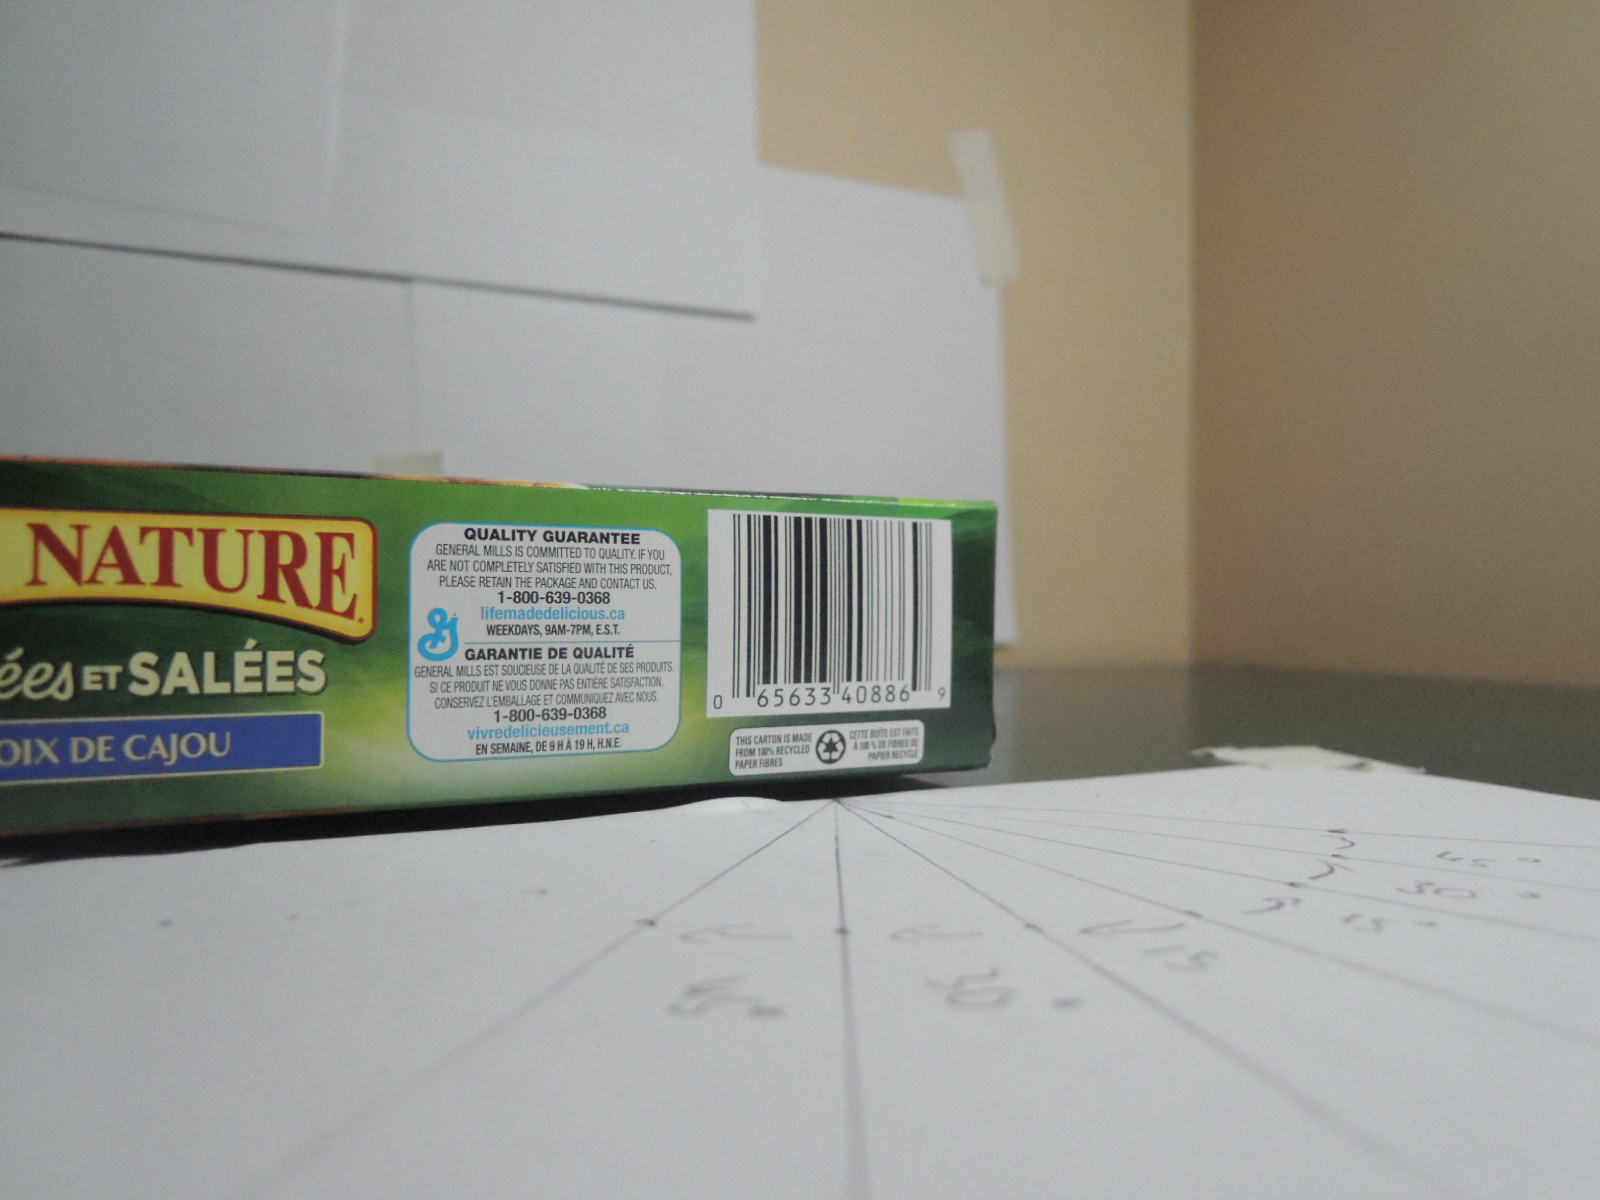 NATURE
ées ET SALÉES
OIX DE CAJOU
QUALITY GUARANTEE
GENERAL MILLS IS COMMITTED TO QUALITY. IF YOU
ARE NOT COMPLETELY SATISFIED WITH THIS PRODUCT,
PLEASE RETAIN THE PACKAGE AND CONTACT US.
1-800-639-0368
lifemadedelicious.ca
WEEKDAYS, 9AM-7PM, E.S.T.
GARANTIE DE QUALITÉ
GENERAL MILLS EST SOUCIEUSE DE LA QUALITÉ DE SES PRODUITS.
SI CE PRODUIT NE VOUS DONNE PAS ENTIÈRE SATISFACTION,
CONSERVEZ L'EMBALLAGE ET COMMUNIQUEZ AVEC NOUS.
1-800-639-0368
vivredelicieusement.ca
EN SEMAINE, DE 9 H À 19 H, H.N.E.
0 65633 40886 9
THIS CARTON IS MADE
FROM 100% RECYCLED
PAPER FIBRES
CETTE BOÎTE EST FAITE
À 100 % DE FIBRES DE
PAPIER RECYCLÉ
45°
30°
15°
15
30°